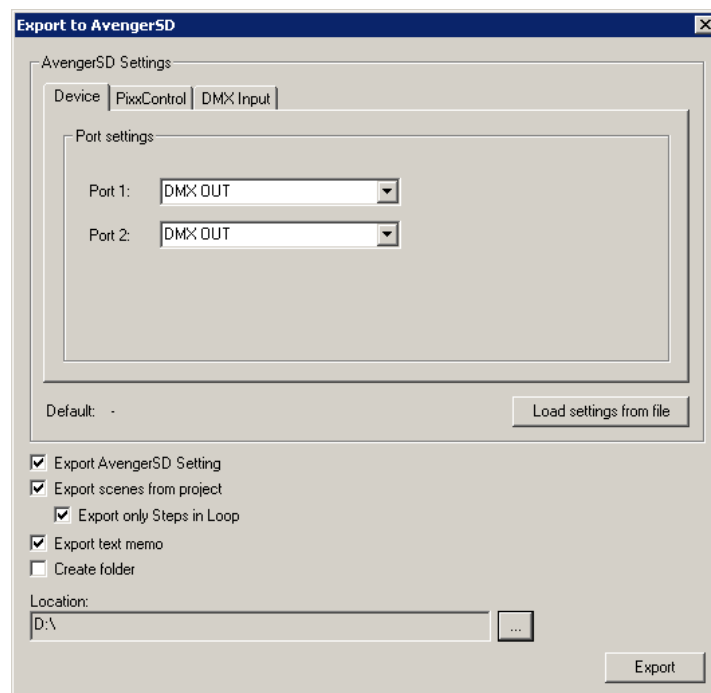 Export to AvengerSD
AvengerSD Settings
Device PixxControl DMX Input
Port settings
Port 1: DMX OUT
Port 2: DMX OUT
Default: -
Load settings from file
Export AvengerSD Setting
Export scenes from project
Export only Steps in Loop
Export text memo
Create folder
Location:
D:\
...
Export